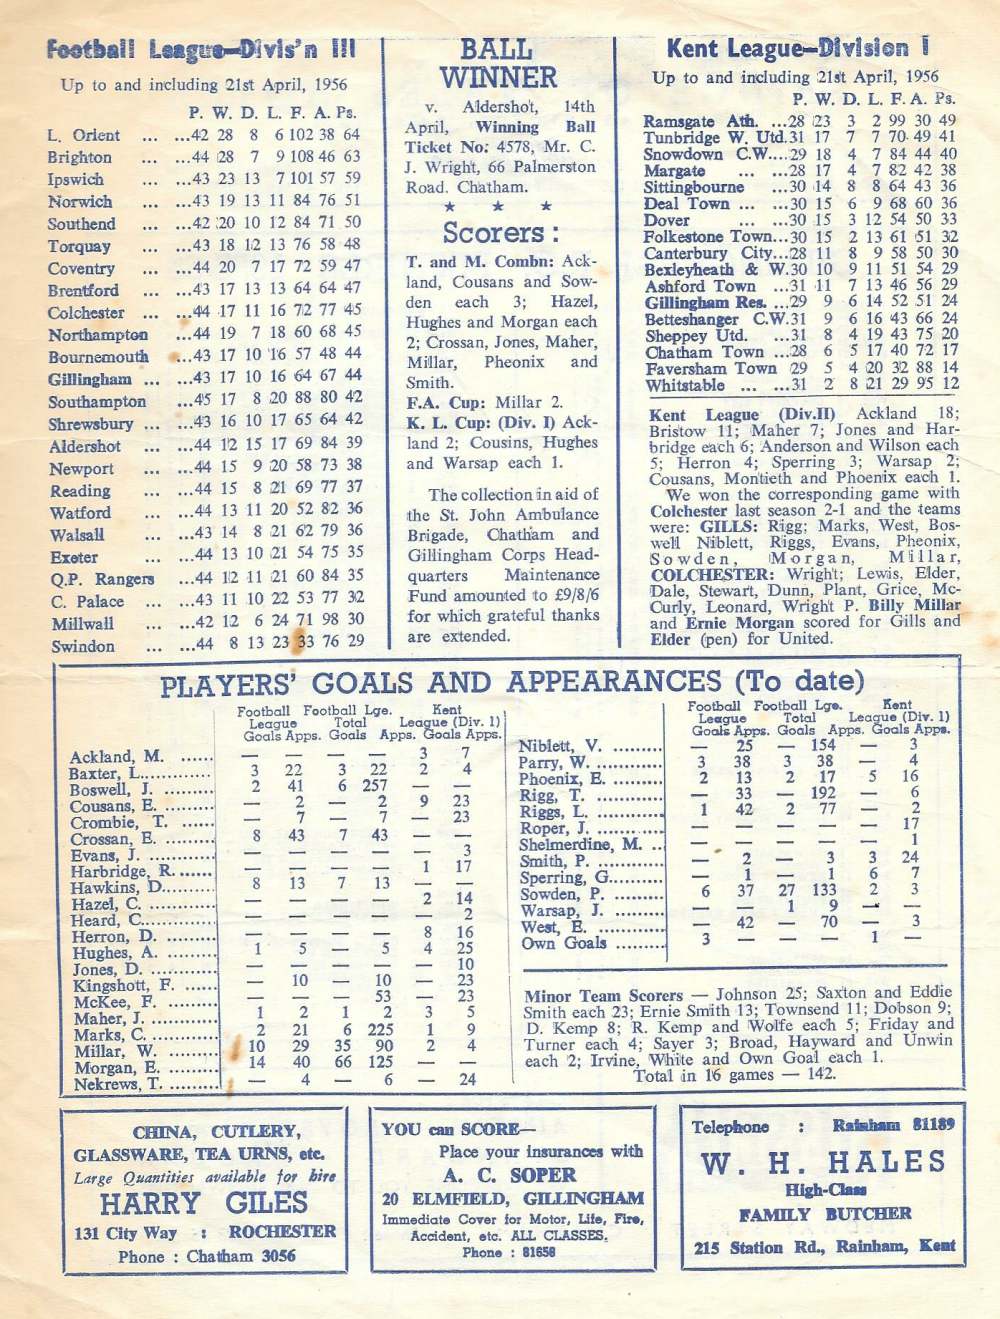 Football League—Divis'n III
Up to and including 21st April, 1956
P. W. D. L. F. A. Ps.
L. Orient ... ...42 28 8 6 102 38 64
Brighton ... ...44 28 7 9 108 46 63
Ipswich ... ...43 23 13 7 101 57 59
Norwich ... ...43 19 13 11 84 76 51
Southend ... ...42 20 10 12 84 71 50
Torquay ... ...43 18 12 13 76 58 48
Coventry ... ...44 20 7 17 72 59 47
Brentford ... ...43 17 13 13 64 64 47
Colchester ... ...44 17 11 16 72 77 45
Northampton ...44 19 7 18 60 68 45
Bournemouth ...43 17 10 16 57 48 44
Gillingham ... ...43 17 10 16 64 67 44
Southampton ...45 17 8 20 88 80 42
Shrewsbury ... ...43 16 10 17 65 64 42
Aldershot ... ...44 12 15 17 69 84 39
Newport ... ...44 15 9 20 58 73 38
Reading ... ...44 15 8 21 69 77 37
Watford ... ...44 13 11 20 52 82 36
Walsall ... ...43 14 8 21 62 79 36
Exeter ... ...44 13 10 21 54 75 35
Q.P. Rangers ...44 12 11 21 60 84 35
C. Palace ... ...43 11 10 22 53 77 32
Millwall ... ...42 12 6 24 71 98 30
Swindon ... ...44 8 13 23 33 76 29
BALL
WINNER
v. Aldershot, 14th
April, Winning Ball
Ticket No: 4578, Mr. C.
J. Wright, 66 Palmerston
Road. Chatham.
★ ★ ★
Scorers :
T. and M. Combn: Ack-
land, Cousans and Sow-
den each 3; Hazel,
Hughes and Morgan each
2; Crossan, Jones, Maher,
Millar, Pheonix and
Smith.
F.A. Cup: Millar 2.
K. L. Cup: (Div. I) Ack-
land 2; Cousins, Hughes
and Warsap each 1.
The collection in aid of
the St. John Ambulance
Brigade, Chatham and
Gillingham Corps Head-
quarters Maintenance
Fund amounted to £9/8/6
for which grateful thanks
are extended.
Kent League—Division I
Up to and including 21st April, 1956
P. W. D. L. F. A. Ps.
Ramsgate Ath. ...28 23 3 2 99 30 49
Tunbridge W. Utd.31 17 7 7 70 49 41
Snowdown C.W....29 18 4 7 84 44 40
Margate ... ...28 17 4 7 82 42 38
Sittingbourne ...30 14 8 8 64 43 36
Deal Town ... ...30 15 6 9 68 60 36
Dover ... ...30 15 3 12 54 50 33
Folkestone Town...30 15 2 13 61 51 32
Canterbury City...28 11 8 9 58 50 30
Bexleyheath & W.30 10 9 11 51 54 29
Ashford Town ...31 11 7 13 46 56 29
Gillingham Res. ...29 9 6 14 52 51 24
Betteshanger C.W.31 9 6 16 43 66 24
Sheppey Utd. ...31 8 4 19 43 75 20
Chatham Town ...28 6 5 17 40 72 17
Faversham Town 29 5 4 20 32 88 14
Whitstable ... ...31 2 8 21 29 95 12
Kent League (Div.II) Ackland 18;
Bristow 11; Maher 7; Jones and Har-
bridge each 6; Anderson and Wilson each
5; Herron 4; Sperring 3; Warsap 2;
Cousans, Montieth and Phoenix each 1.
We won the corresponding game with
Colchester last season 2-1 and the teams
were: GILLS: Rigg; Marks, West, Bos-
well Niblett, Riggs, Evans, Pheonix,
Sowden, Morgan, Millar,
COLCHESTER: Wright; Lewis, Elder,
Dale, Stewart, Dunn, Plant, Grice, Mc-
Curly, Leonard, Wright P. Billy Millar
and Ernie Morgan scored for Gills and
Elder (pen) for United.
PLAYERS' GOALS AND APPEARANCES (To date)
Football Football Lge. Kent
League Total League (Div. 1)
Goals Apps. Goals Apps. Goals Apps.
Ackland, M. ...... — — — — 3 7
Baxter, L............ 3 22 3 22 2 4
Boswell, J. ......... 2 41 6 257 — —
Cousans, E. ......... — 2 — 2 9 23
Crombie, T. ...... — 7 — 7 — 23
Crossan, E. ......... 8 43 7 43 — —
Evans, J. ............ — — — — — 3
Harbridge, R....... — — — — 1 17
Hawkins, D......... 8 13 7 13 — —
Hazel, C. ............ — — — — 2 14
Heard, C............. — — — — — 2
Herron, D. ......... — — — — 8 16
Hughes, A. ......... 1 5 — 5 4 25
Jones, D. ............ — — — — — 10
Kingshott, F. ...... — 10 — 10 — 23
McKee, F. ......... — — — 53 — 23
Maher, J. ............ 1 2 1 2 3 5
Marks, C. ............ 2 21 6 225 1 9
Millar, W. ......... 10 29 35 90 2 4
Morgan, E. ......... 14 40 66 125 — —
Nekrews, T. ......... — 4 — 6 — 24
Football Football Lge. Kent
League Total League (Div. 1)
Goals Apps. Goals Apps. Goals Apps.
Niblett, V. .......... — 25 — 154 — 3
Parry, W. ............ 3 38 3 38 — 4
Phoenix, E. ......... 2 13 2 17 5 16
Rigg, T. ............ — 33 — 192 — 6
Riggs, L. ............ 1 42 2 77 — 2
Roper, J. ............ — — — — — 17
Shelmerdine, M. .. — — — — — 1
Smith, P. ............ — 2 — 3 3 24
Sperling, G.......... — 1 — 1 6 7
Sowden, P. ......... 6 37 27 133 2 3
Warsap, J. .......... — — 1 9 — —
West, E. ............ — 42 — 70 — 3
Own Goals ......... 3 — — — 1 —
Minor Team Scorers — Johnson 25; Saxton and Eddie
Smith each 23; Ernie Smith 13; Townsend 11; Dobson 9;
D. Kemp 8; R. Kemp and Wolfe each 5; Friday and
Turner each 4; Sayer 3; Broad, Hayward and Unwin
each 2; Irvine, White and Own Goal each 1.
Total in 16 games — 142.
CHINA, CUTLERY,
GLASSWARE, TEA URNS, etc.
Large Quantities available for hire
HARRY GILES
131 City Way : ROCHESTER
Phone : Chatham 3056
YOU can SCORE—
Place your insurances with
A. C. SOPER
20 ELMFIELD, GILLINGHAM
Immediate Cover for Motor, Life, Fire,
Accident, etc. ALL CLASSES.
Phone : 81658
Telephone : Rainham 81189
W. H. HALES
High-Class
FAMILY BUTCHER
215 Station Rd., Rainham, Kent